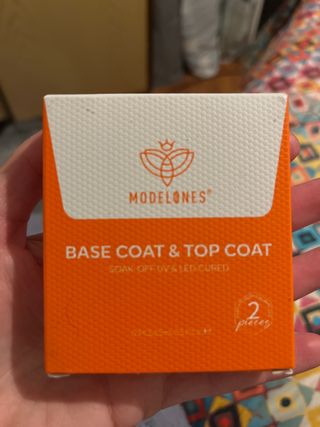 MODELONES®
BASE COAT & TOP COAT
SOAK-OFF UV & LED CURED
2
pieces